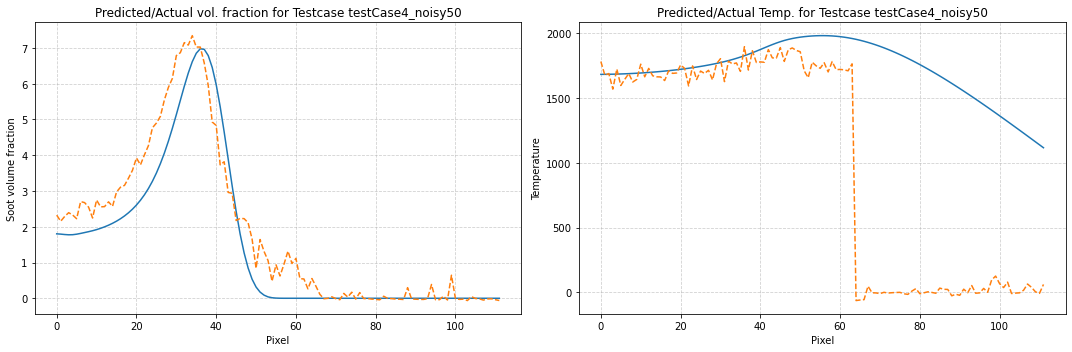 Predicted/Actual vol. fraction for Testcase testCase4_noisy50
Soot volume fraction
7
6
5
4
3
2
1
0
0 20 40 60 80 100
Pixel
Predicted/Actual Temp. for Testcase testCase4_noisy50
Temperature
2000
1500
1000
500
0
0 20 40 60 80 100
Pixel